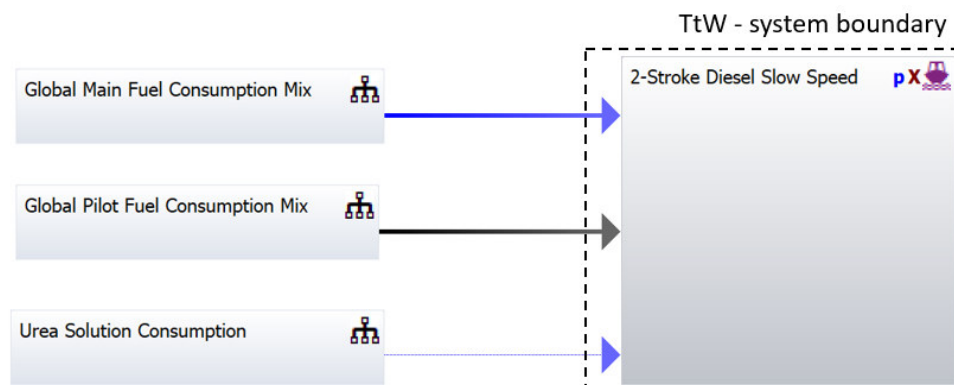 TtW - system boundary
Global Main Fuel Consumption Mix
2-Stroke Diesel Slow Speed pX
Global Pilot Fuel Consumption Mix
Urea Solution Consumption